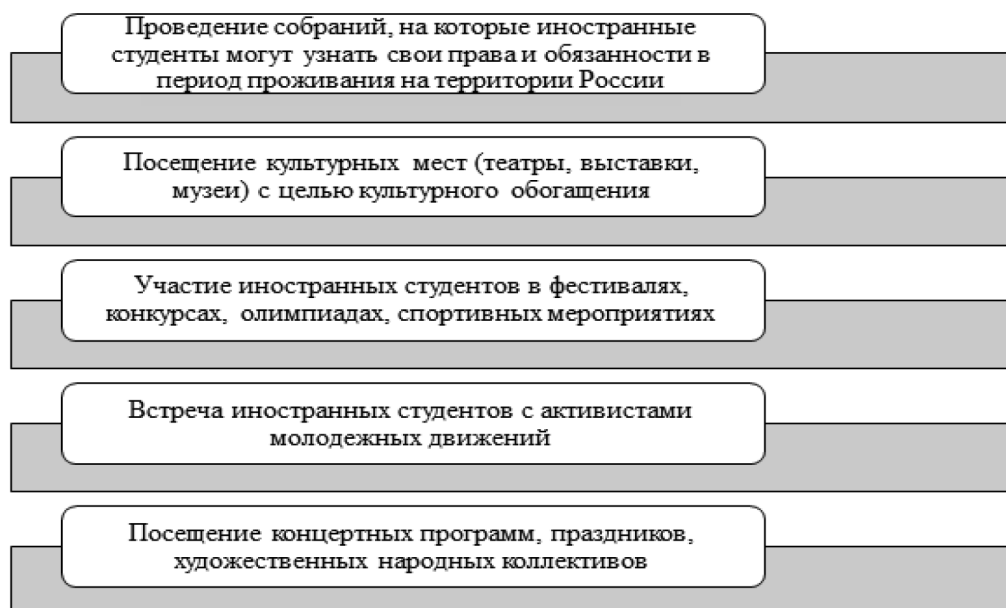 Проведение собраний, на которые иностранные
студенты могут узнать свои права и обязанности в
период проживания на территории России
Посещение культурных мест (театры, выставки,
музеи) с целью культурного обогащения
Участие иностранных студентов в фестивалях,
конкурсах, олимпиадах, спортивных мероприятиях
Встреча иностранных студентов с активистами
молодежных движений
Посещение концертных программ, праздников,
художественных народных коллективов